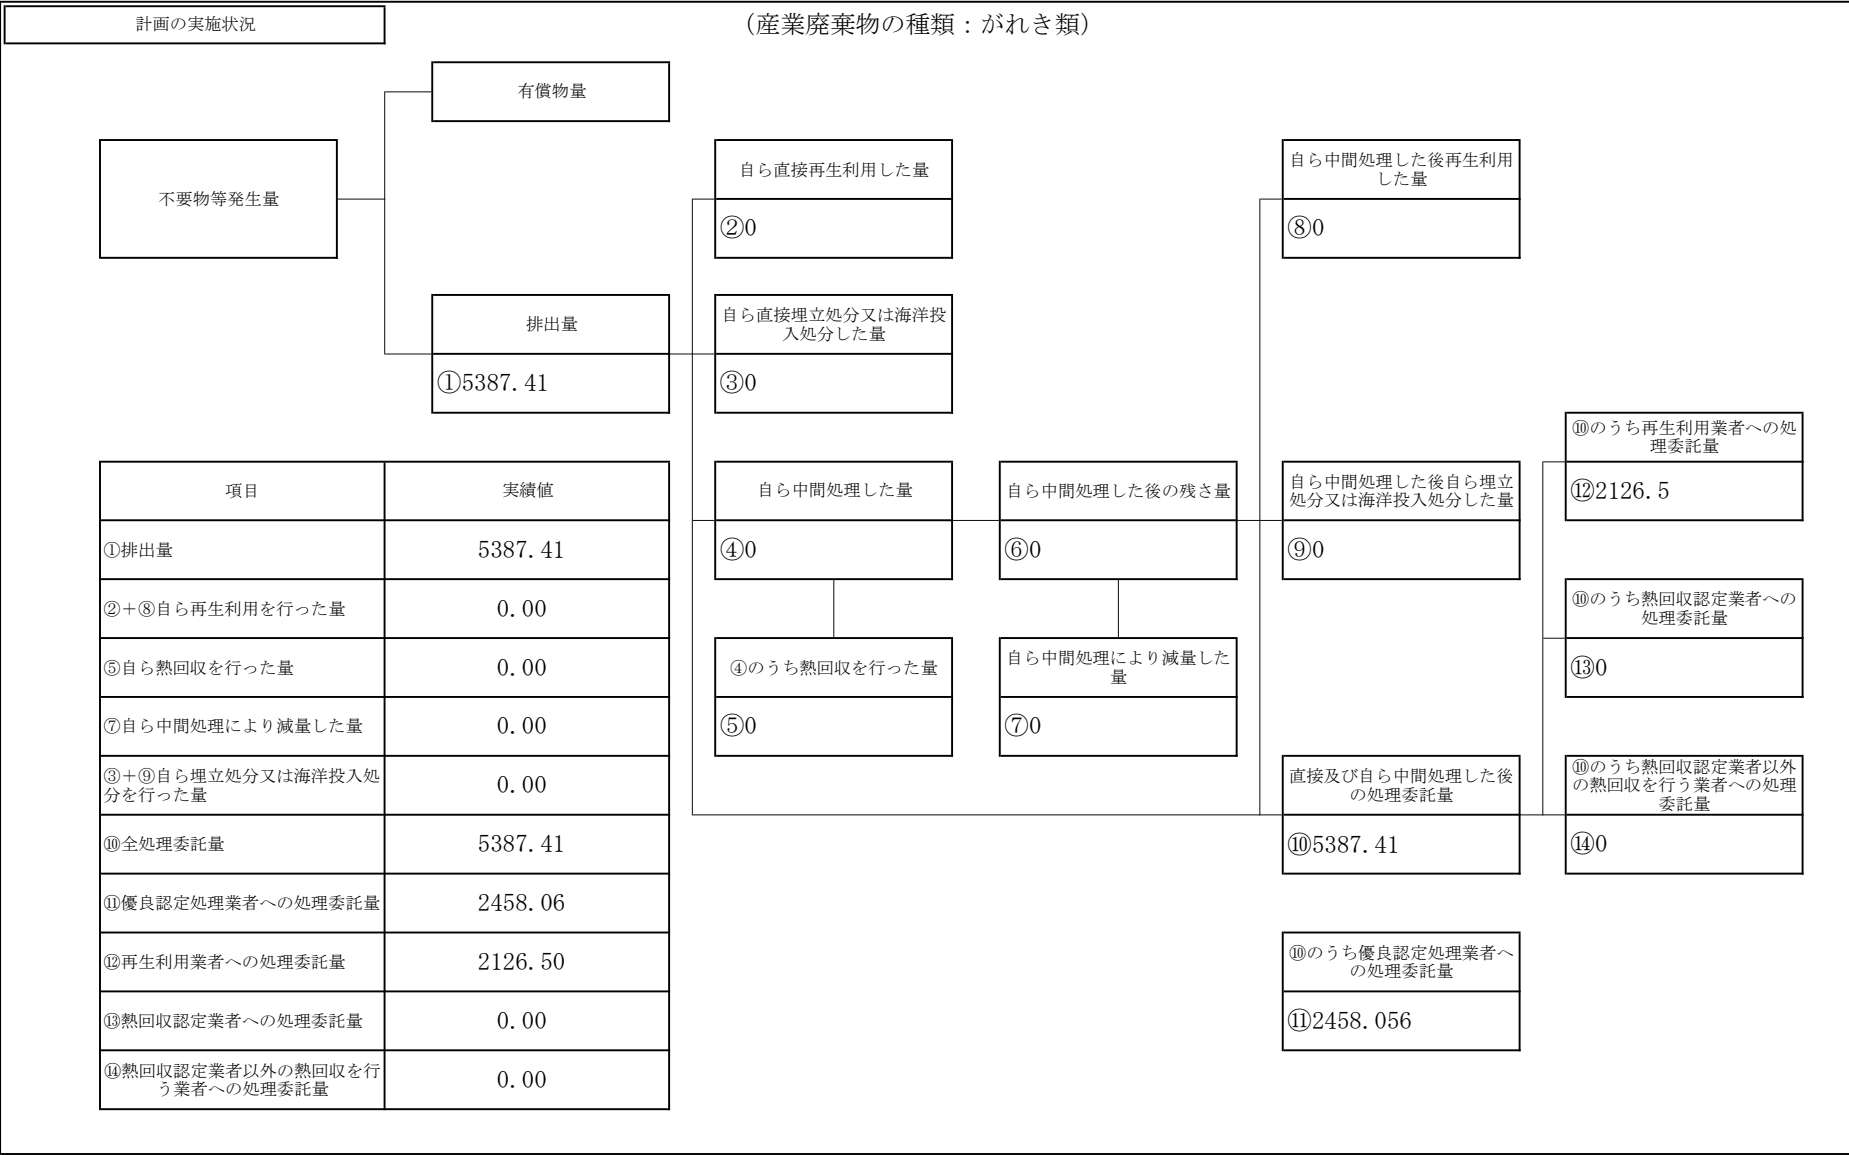 計画の実施状況
（産業廃棄物の種類：がれき類）
有償物量
不要物等発生量
自ら直接再生利用した量
②0
自ら中間処理した後再生利用
した量
⑧0
排出量
①5387.41
自ら直接埋立処分又は海洋投
入処分した量
③0
⑩のうち再生利用業者への処
理委託量
⑫2126.5
自ら中間処理した量
④0
自ら中間処理した後の残さ量
⑥0
自ら中間処理した後自ら埋立
処分又は海洋投入処分した量
⑨0
⑩のうち熱回収認定業者への
処理委託量
⑬0
④のうち熱回収を行った量
⑤0
自ら中間処理により減量した
量
⑦0
直接及び自ら中間処理した後
の処理委託量
⑩5387.41
⑩のうち熱回収認定業者以外
の熱回収を行う業者への処理
委託量
⑭0
⑩のうち優良認定処理業者へ
の処理委託量
⑪2458.056
項目 実績値
①排出量 5387.41
②＋⑧自ら再生利用を行った量 0.00
⑤自ら熱回収を行った量 0.00
⑦自ら中間処理により減量した量 0.00
③＋⑨自ら埋立処分又は海洋投入処
分を行った量 0.00
⑩全処理委託量 5387.41
⑪優良認定処理業者への処理委託量 2458.06
⑫再生利用業者への処理委託量 2126.50
⑬熱回収認定業者への処理委託量 0.00
⑭熱回収認定業者以外の熱回収を行
う業者への処理委託量 0.00